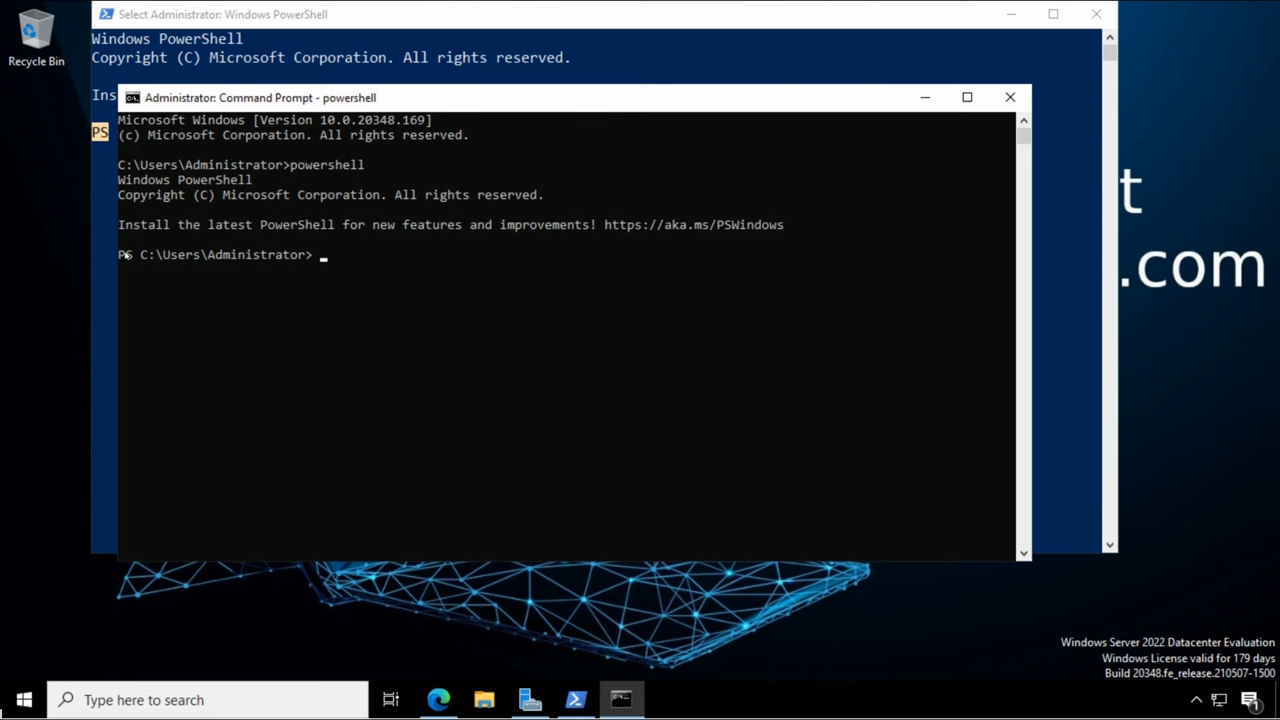 Recycle Bin
Select Administrator: Windows PowerShell
Windows PowerShell
Copyright (C) Microsoft Corporation. All rights reserved.
Ins
PS
Administrator: Command Prompt - powershell
Microsoft Windows [Version 10.0.20348.169]
(c) Microsoft Corporation. All rights reserved.
C:\Users\Administrator>powershell
Windows PowerShell
Copyright (C) Microsoft Corporation. All rights reserved.
Install the latest PowerShell for new features and improvements! https://aka.ms/PSWindows
PS C:\Users\Administrator>
t
.com
Windows Server 2022 Datacenter Evaluation
Windows License valid for 179 days
Build 20348.fe_release.210507-1500
Type here to search
1